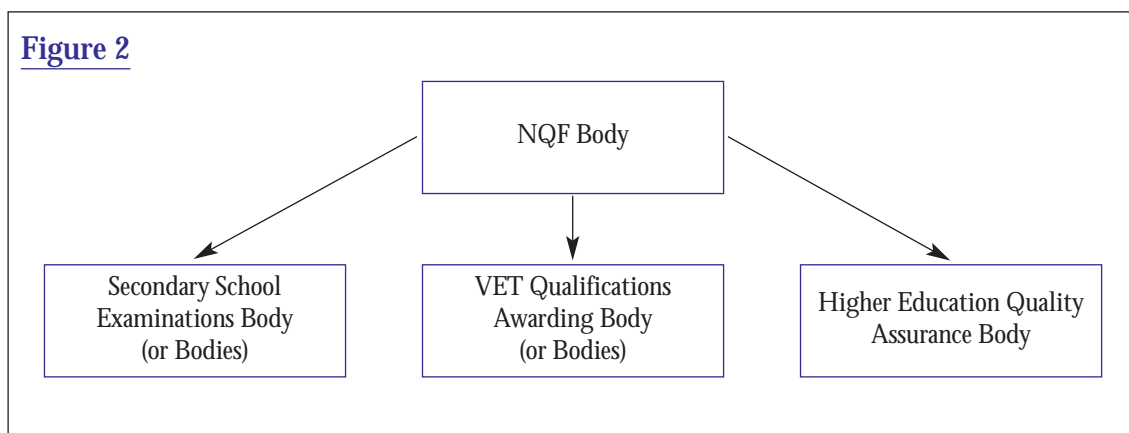 Figure 2
NQF Body
Secondary School
Examinations Body
(or Bodies)
VET Qualifications
Awarding Body
(or Bodies)
Higher Education Quality
Assurance Body